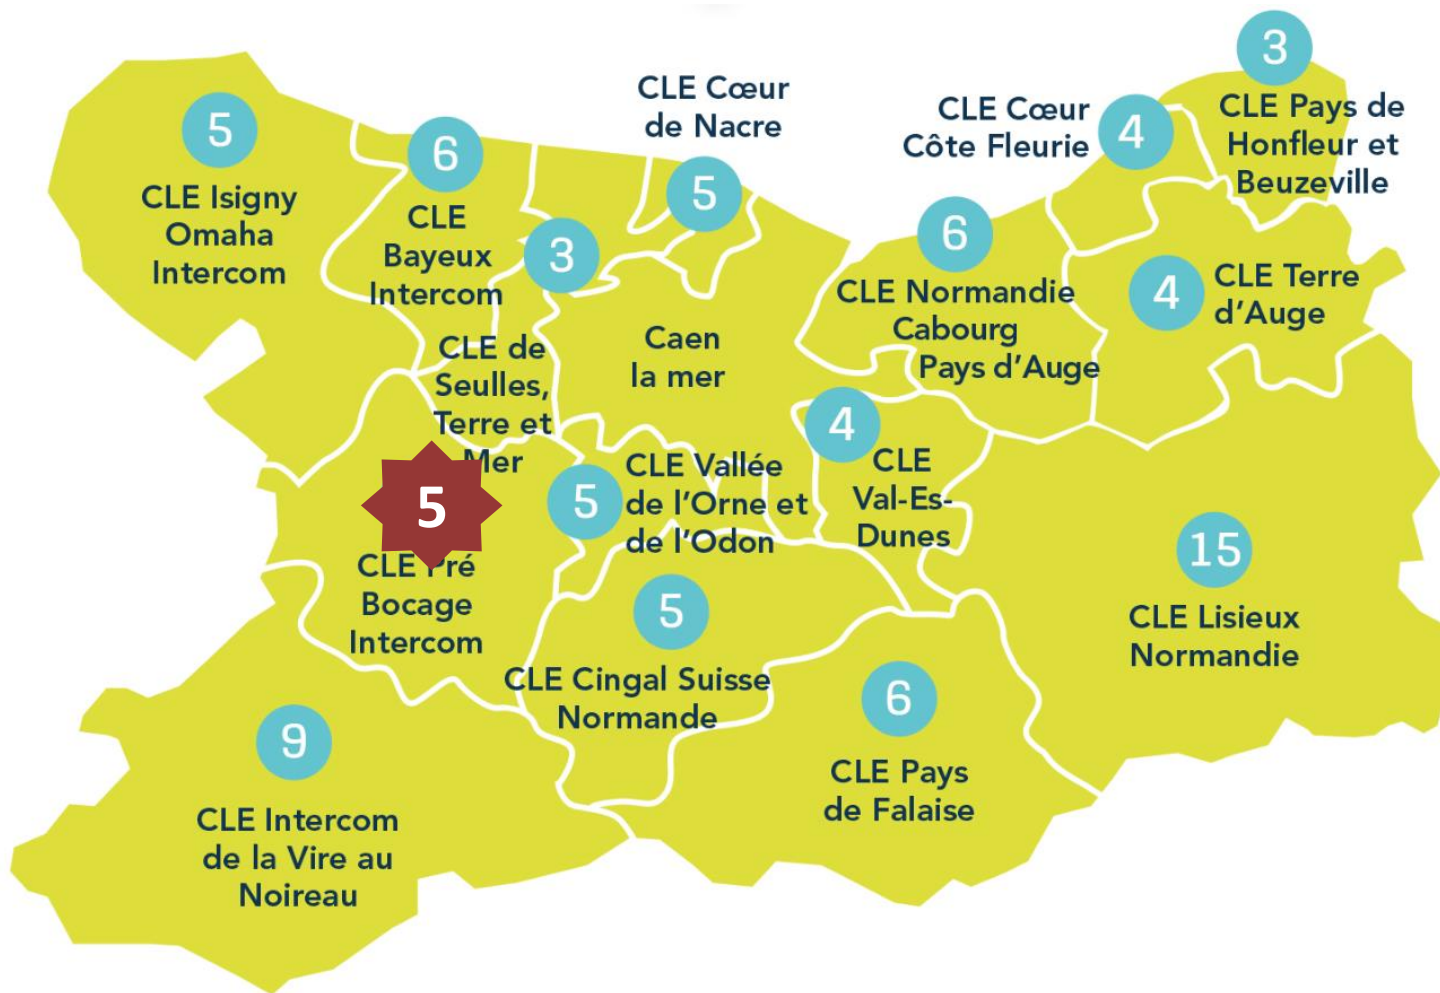 5
CLE Isigny
Omaha
Intercom
6
CLE
Bayeux
Intercom
3
CLE de
Seulles,
Terre et
Mer
CLE Cœur
de Nacre
5
Caen
la mer
CLE Cœur
Côte Fleurie
4
3
CLE Pays de
Honfleur et
Beuzeville
6
CLE Normandie
Cabourg
Pays d’Auge
4
CLE Terre
d’Auge
5
CLE Pré
Bocage
Intercom
5
CLE Vallée
de l’Orne et
de l’Odon
4
CLE
Val-Es-
Dunes
15
CLE Lisieux
Normandie
5
CLE Cingal Suisse
Normande
6
CLE Pays
de Falaise
9
CLE Intercom
de la Vire au
Noireau